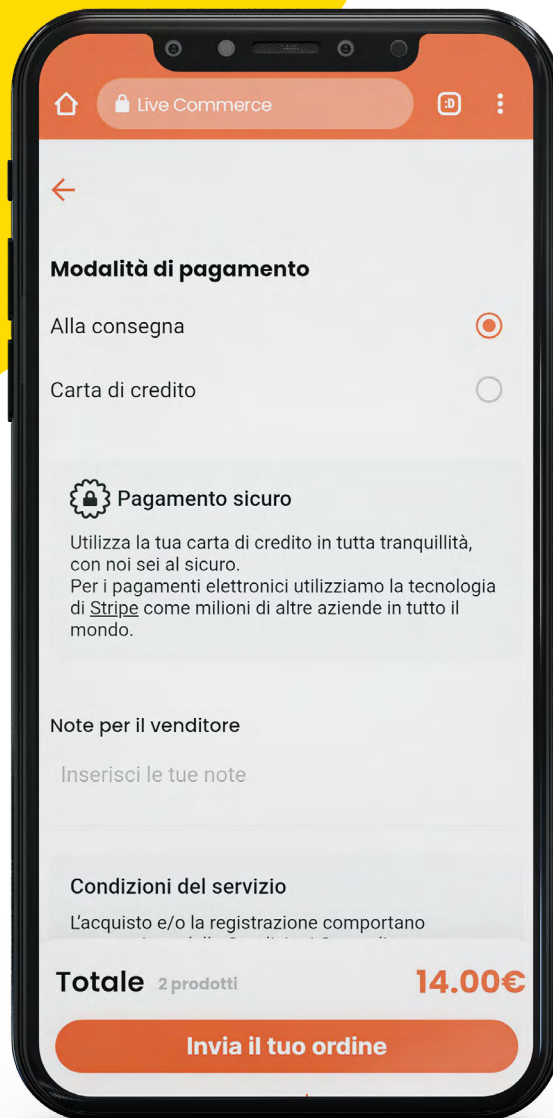 Live Commerce
:D
Modalità di pagamento
Alla consegna
Carta di credito
Pagamento sicuro
Utilizza la tua carta di credito in tutta tranquillità,
con noi sei al sicuro.
Per i pagamenti elettronici utilizziamo la tecnologia
di Stripe come milioni di altre aziende in tutto il
mondo.
Note per il venditore
Inserisci le tue note
Condizioni del servizio
L'acquisto e/o la registrazione comportano
Totale 2 prodotti 14.00€
Invia il tuo ordine